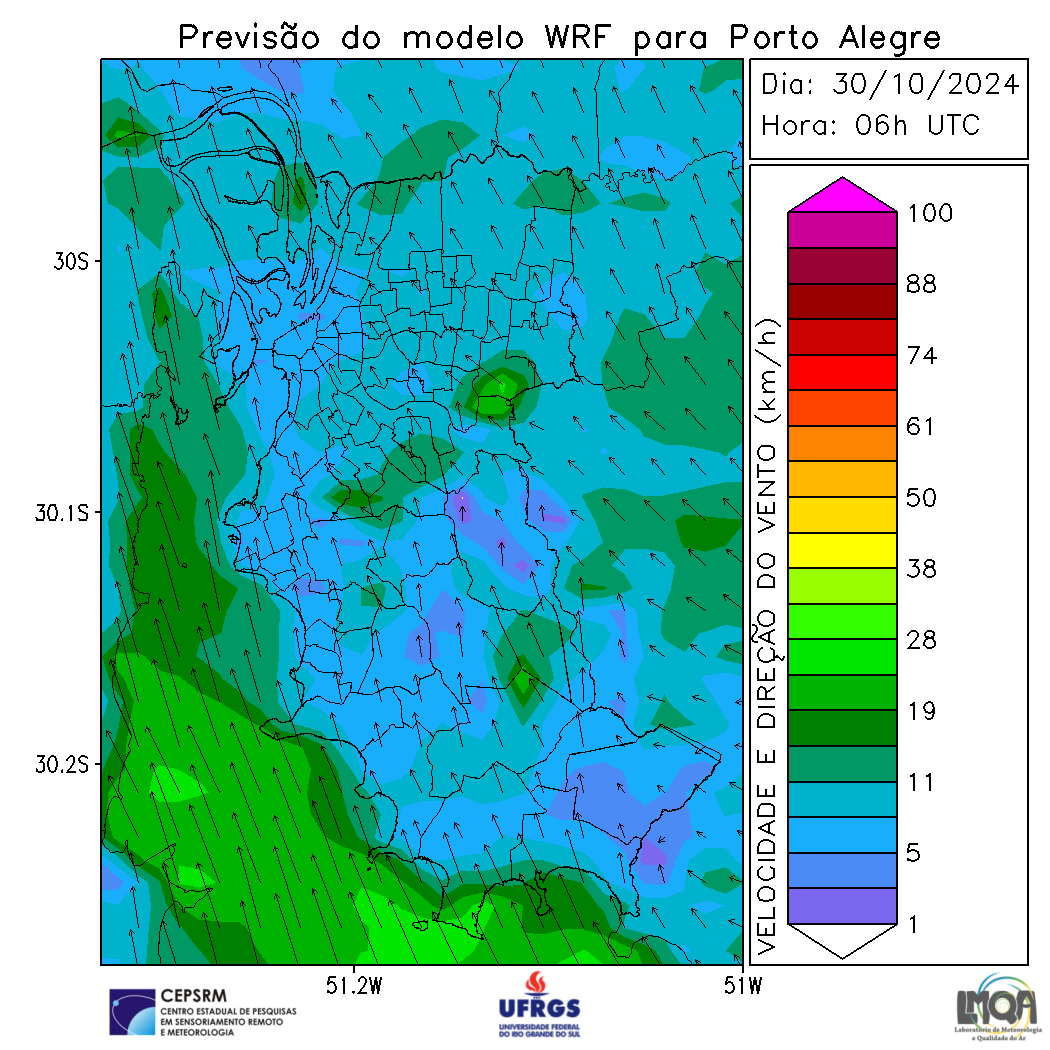 Previsão do modelo WRF para Porto Alegre
Dia: 30/10/2024
Hora: 06h UTC
30S
30.1S
30.2S
51.2W
51W
VELOCIDADE E DIREÇÃO DO VENTO (km/h)
100
88
74
61
50
38
28
19
11
5
1
CEPSRM
CENTRO ESTADUAL DE PESQUISAS
EM SENSORIAMENTO REMOTO
E METEOROLOGIA
UFRGS
UNIVERSIDADE FEDERAL
DO RIO GRANDE DO SUL
LMQA
Laboratório de Meteorologia
e Qualidade do Ar